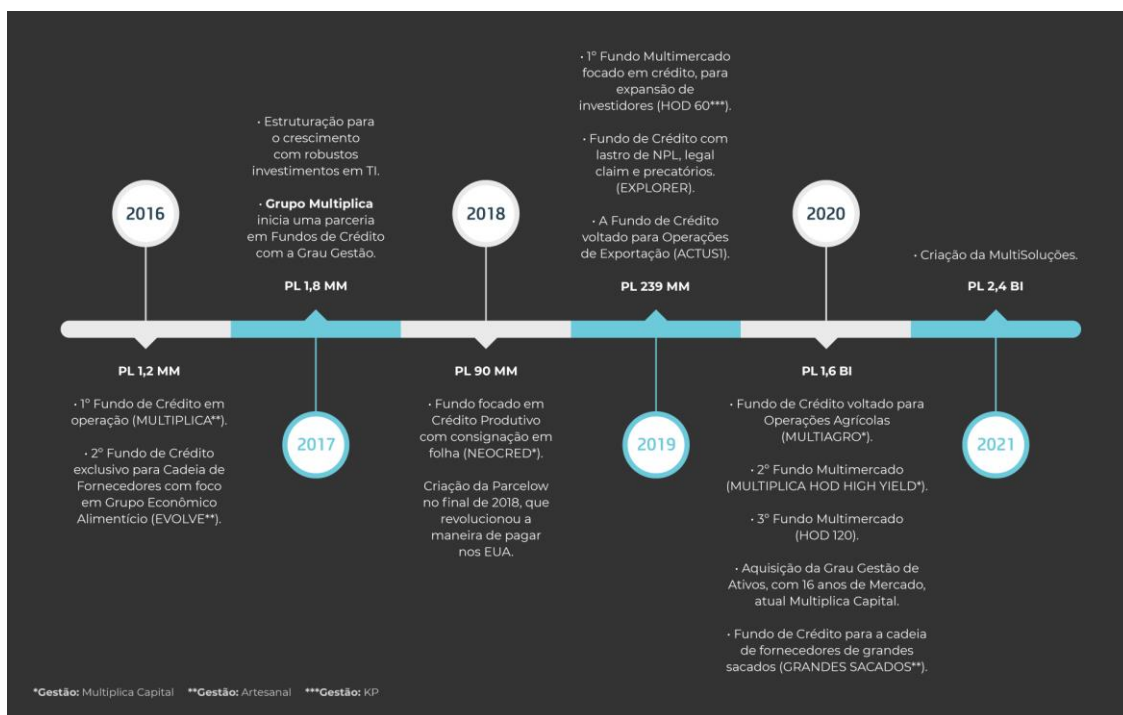 2016
PL 1,2 MM
• 1º Fundo de Crédito em
operação (MULTIPLICA**).
• 2º Fundo de Crédito
exclusivo para Cadeia de
Fornecedores com foco
em Grupo Econômico
Alimentício (EVOLVE**).
• Estruturação para
o crescimento
com robustos
investimentos em TI.
• Grupo Multiplica
inicia uma parceria
em Fundos de Crédito
com a Grau Gestão.
PL 1,8 MM
2017
2018
PL 90 MM
• Fundo focado em
Crédito Produtivo
com consignação em
folha (NEOCRED*).
Criação da Parcelow
no final de 2018, que
revolucionou a
maneira de pagar
nos EUA.
• 1º Fundo Multimercado
focado em crédito, para
expansão de
investidores (HOD 60***).
• Fundo de Crédito com
lastro de NPL, legal
claim e precatórios.
(EXPLORER).
• A Fundo de Crédito
voltado para Operações
de Exportação (ACTUS1).
PL 239 MM
2019
2020
PL 1,6 BI
• Fundo de Crédito voltado para
Operações Agrícolas
(MULTIAGRO*).
• 2º Fundo Multimercado
(MULTIPLICA HOD HIGH YIELD*).
• 3º Fundo Multimercado
(HOD 120).
• Aquisição da Grau Gestão de
Ativos, com 16 anos de Mercado,
atual Multiplica Capital.
• Fundo de Crédito para a cadeia
de fornecedores de grandes
sacados (GRANDES SACADOS**).
• Criação da MultiSoluções.
PL 2,4 BI
2021
*Gestão: Multiplica Capital **Gestão: Artesanal ***Gestão: KP